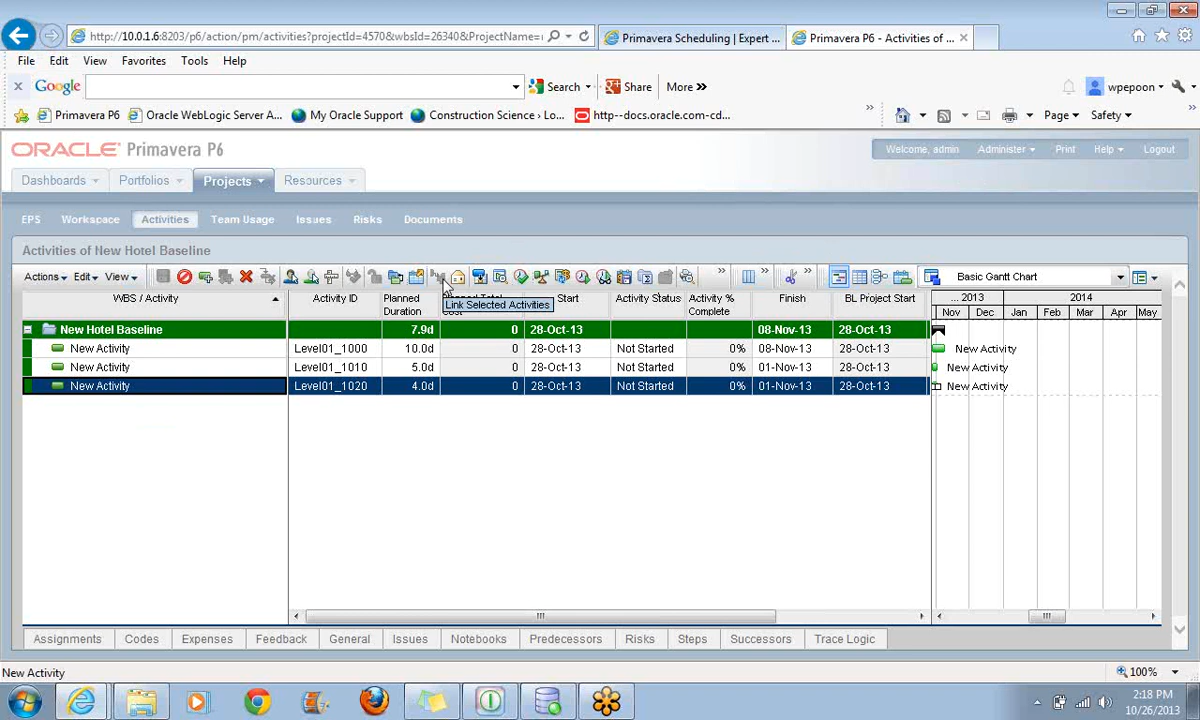 http://10.0.1.6:8203/p6/action/pm/activities?projectId=4570&wbsId=26340&ProjectName=
Primavera Scheduling | Expert ...
Primavera P6 - Activities of ...
File Edit View Favorites Tools Help
x Google Search Share More » wpepoon
Primavera P6 Oracle WebLogic Server A... My Oracle Support Construction Science › Lo... http--docs.oracle.com-cd... » Page Safety »
ORACLE Primavera P6 Welcome, admin Administer Print Help Logout
Dashboards Portfolios Projects Resources
EPS Workspace Activities Team Usage Issues Risks Documents
Activities of New Hotel Baseline
Actions Edit View » » » Basic Gantt Chart
Link Selected Activities
WBS / Activity Activity ID Planned Duration Start Activity Status Activity % Complete Finish BL Project Start ... 2013 2014
Nov Dec Jan Feb Mar Apr May
New Hotel Baseline 7.9d 0 28-Oct-13 08-Nov-13 28-Oct-13
New Activity Level01_1000 10.0d 0 28-Oct-13 Not Started 0% 08-Nov-13 28-Oct-13 New Activity
New Activity Level01_1010 5.0d 0 28-Oct-13 Not Started 0% 01-Nov-13 28-Oct-13 New Activity
New Activity Level01_1020 4.0d 0 28-Oct-13 Not Started 0% 01-Nov-13 28-Oct-13 New Activity
Assignments Codes Expenses Feedback General Issues Notebooks Predecessors Risks Steps Successors Trace Logic
New Activity 100%
2:18 PM
10/26/2013